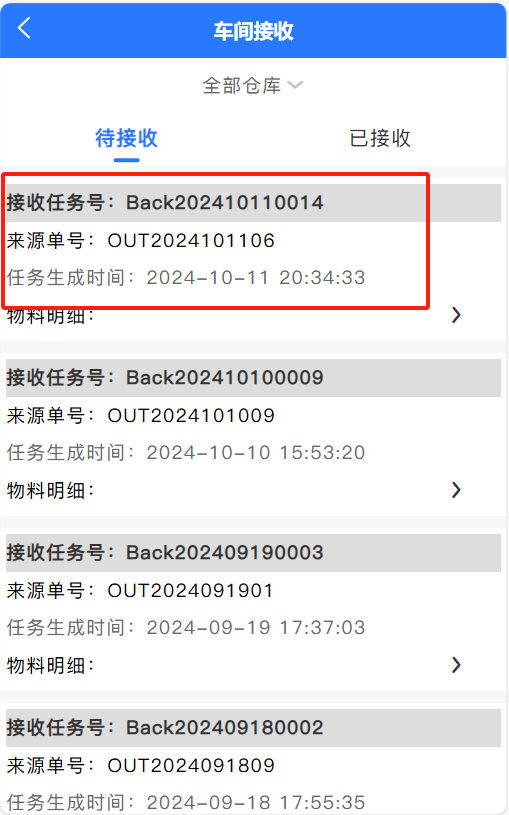 车间接收
全部仓库
待接收 已接收
接收任务号：Back202410110014
来源单号：OUT2024101106
任务生成时间：2024-10-11 20:34:33
物料明细：
接收任务号：Back202410100009
来源单号：OUT2024101009
任务生成时间：2024-10-10 15:53:20
物料明细：
接收任务号：Back202409190003
来源单号：OUT2024091901
任务生成时间：2024-09-19 17:37:03
物料明细：
接收任务号：Back202409180002
来源单号：OUT2024091809
任务生成时间：2024-09-18 17:55:35